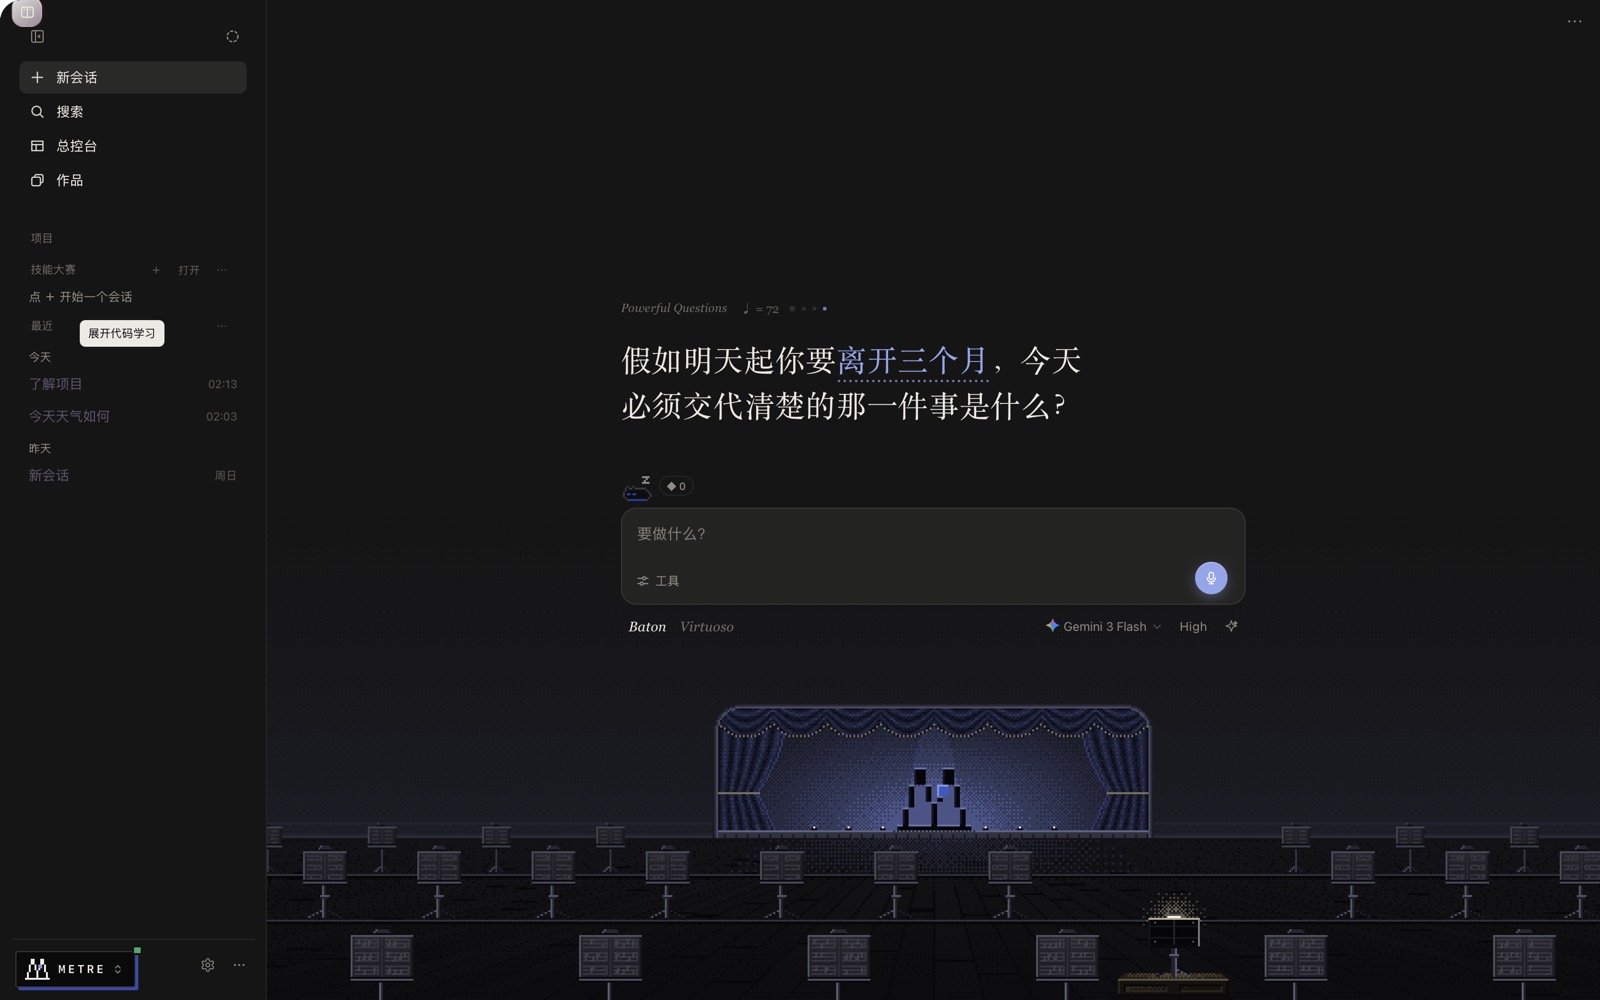 新会话
搜索
总控台
作品
项目
技能大赛 + 打开 ···
点 + 开始一个会话
最近 ···
展开代码学习
今天
了解项目 02:13
今天天气如何 02:03
昨天
新会话 周日
METRE
Powerful Questions ♩ = 72
假如明天起你要离开三个月，今天
必须交代清楚的那一件事是什么？
z
◆ 0
要做什么？
工具
Baton Virtuoso
Gemini 3 Flash High